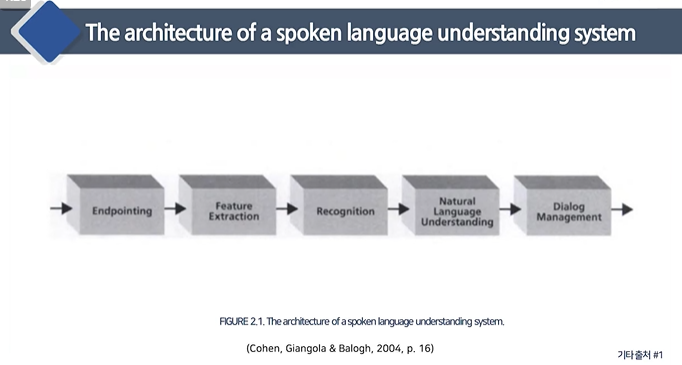 The architecture of a spoken language understanding system
Endpointing
Feature
Extraction
Recognition
Natural
Language
Understanding
Dialog
Management
FIGURE 2.1. The architecture of a spoken language understanding system.
(Cohen, Giangola & Balogh, 2004, p. 16)
기타출처 #1